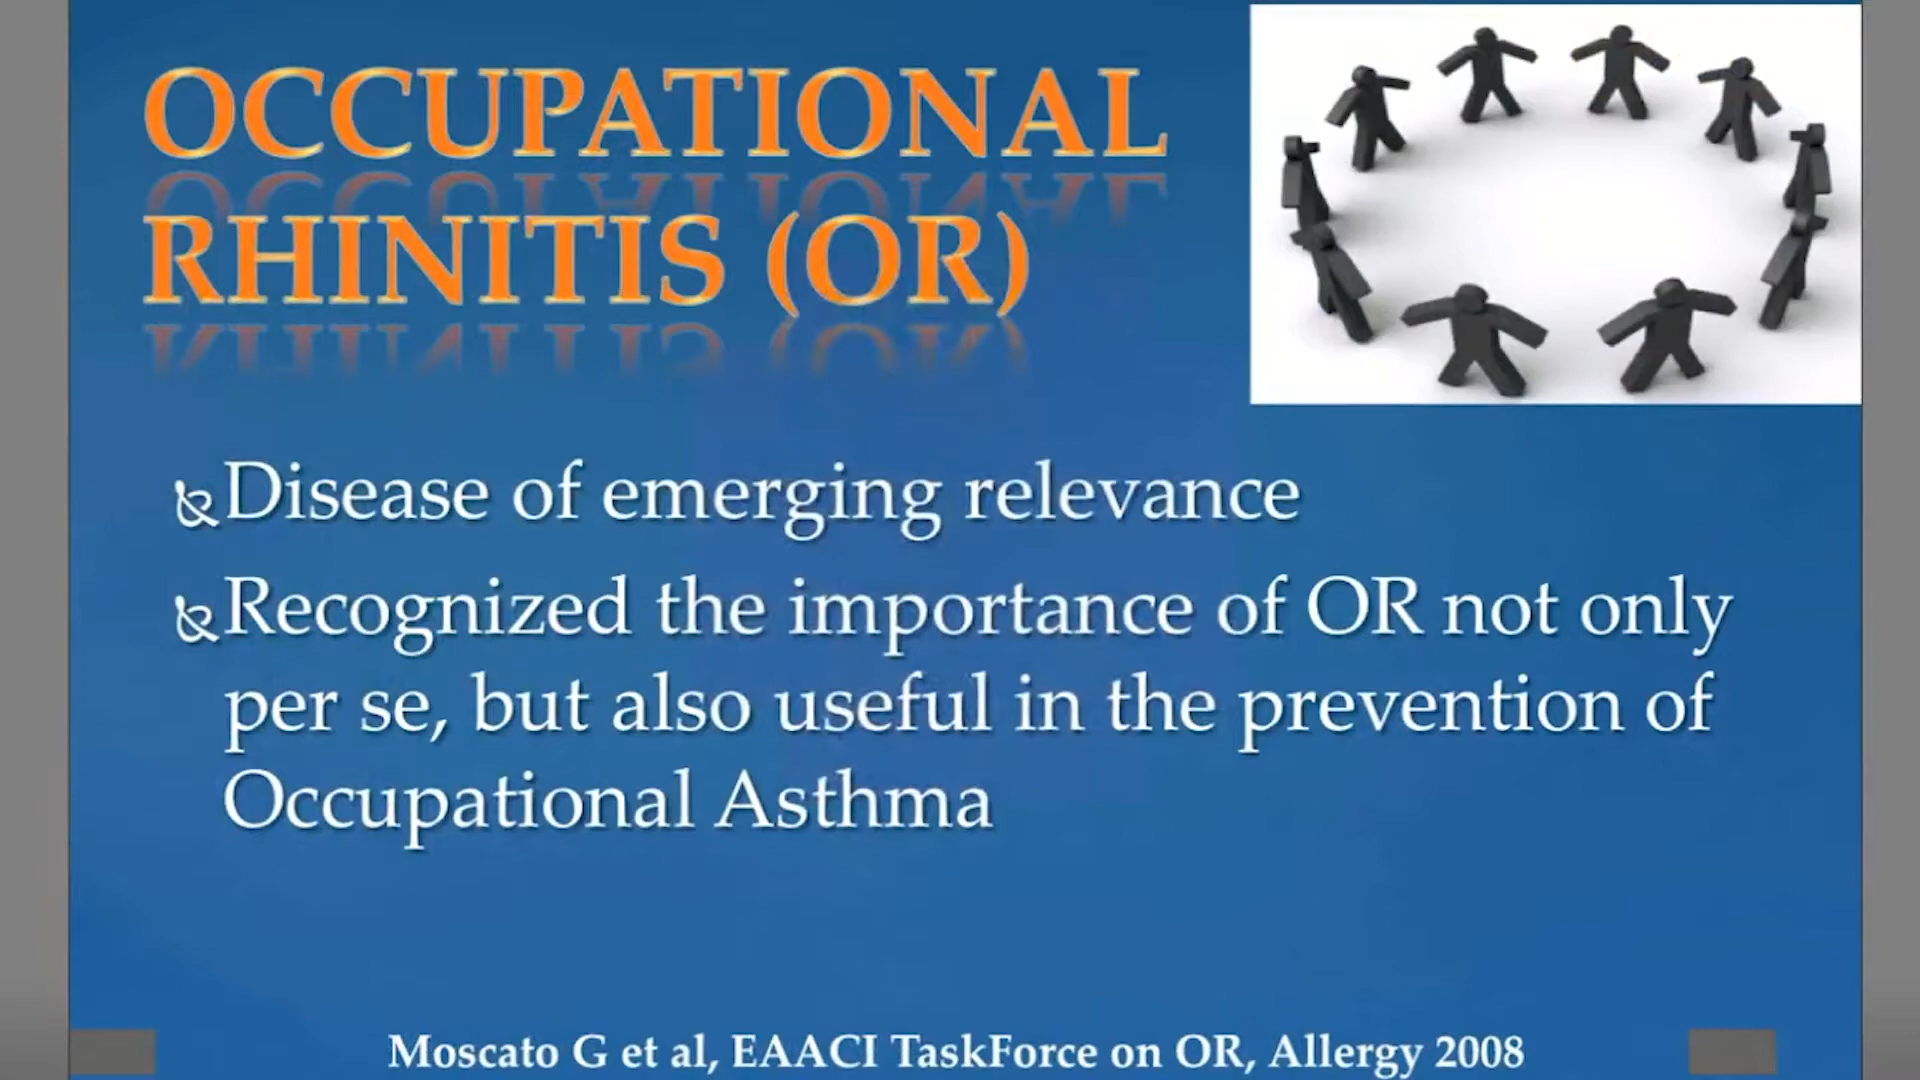 OCCUPATIONAL
RHINITIS (OR)
Disease of emerging relevance
Recognized the importance of OR not only
per se, but also useful in the prevention of
Occupational Asthma
Moscato G et al, EAACI TaskForce on OR, Allergy 2008